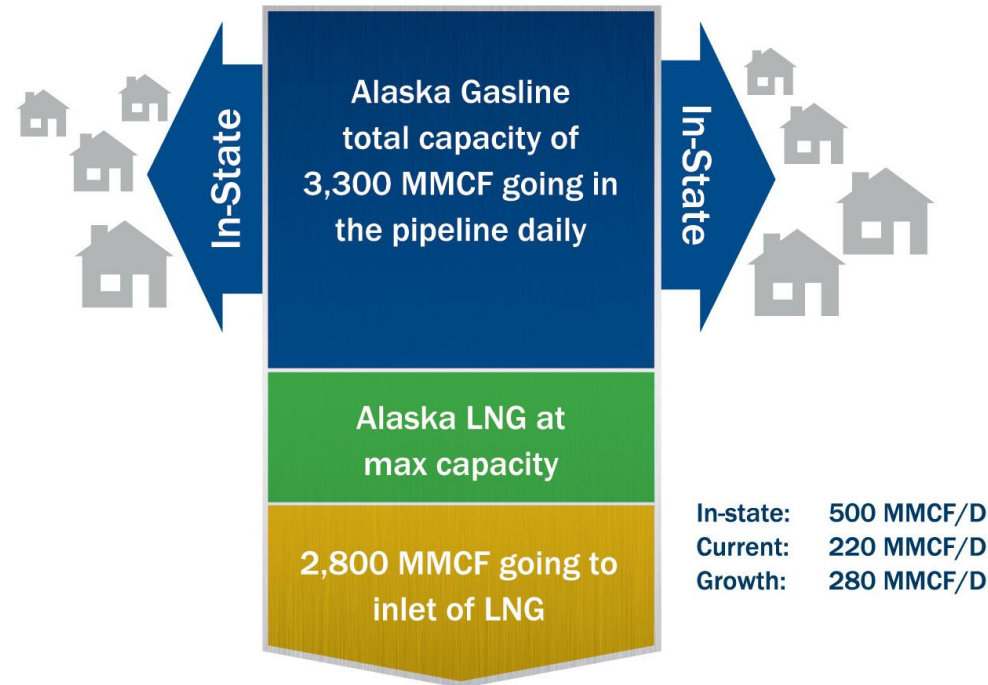 In-State
Alaska Gasline
total capacity of
3,300 MMCF going in
the pipeline daily
In-State
Alaska LNG at
max capacity
2,800 MMCF going to
inlet of LNG
In-state: 500 MMCF/D
Current: 220 MMCF/D
Growth: 280 MMCF/D